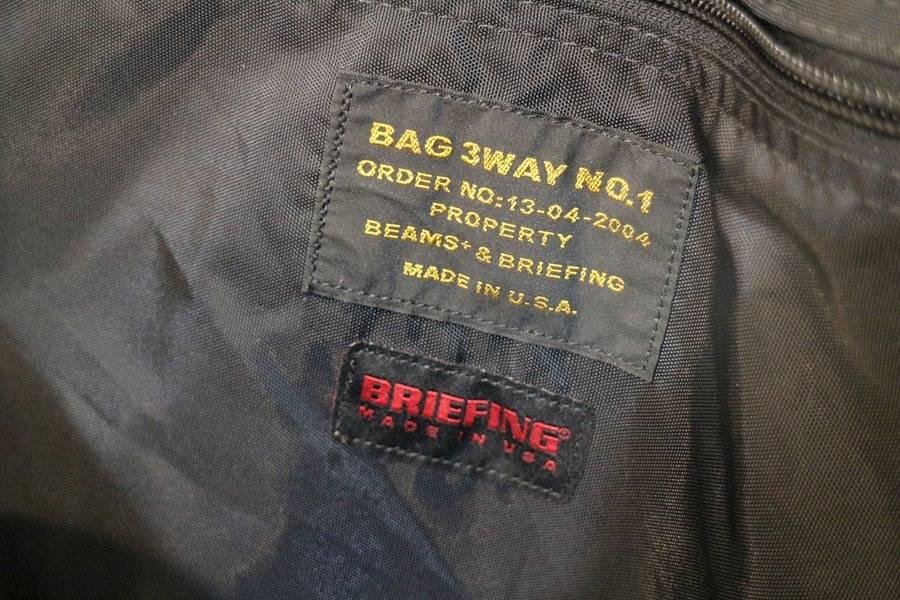 BAG 3WAY NO.1
ORDER NO:13-04-2004
PROPERTY
BEAMS+ & BRIEFING
MADE IN U.S.A.
BRIEFING®
MADE IN USA